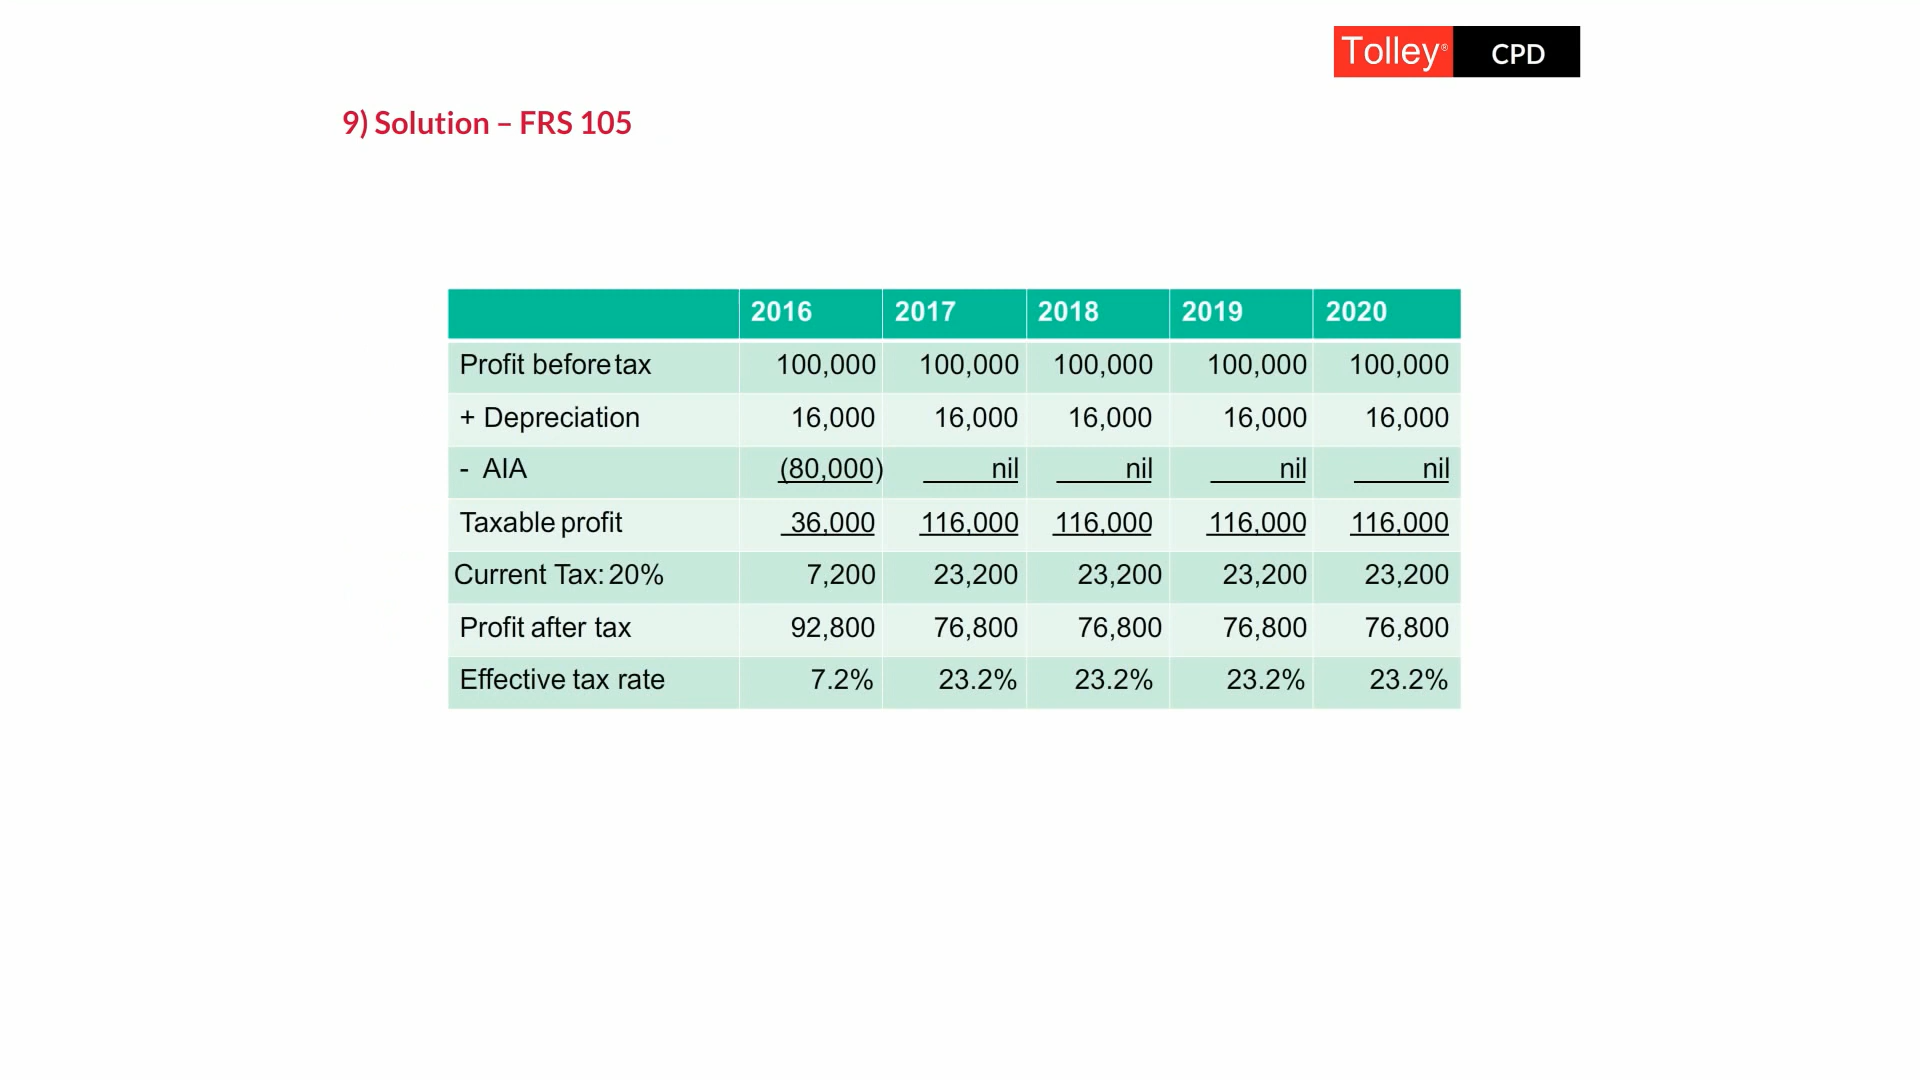 Tolley® CPD
9) Solution – FRS 105
2016 2017 2018 2019 2020
Profit before tax 100,000 100,000 100,000 100,000 100,000
+ Depreciation 16,000 16,000 16,000 16,000 16,000
- AIA (80,000) nil nil nil nil
Taxable profit 36,000 116,000 116,000 116,000 116,000
Current Tax: 20% 7,200 23,200 23,200 23,200 23,200
Profit after tax 92,800 76,800 76,800 76,800 76,800
Effective tax rate 7.2% 23.2% 23.2% 23.2% 23.2%